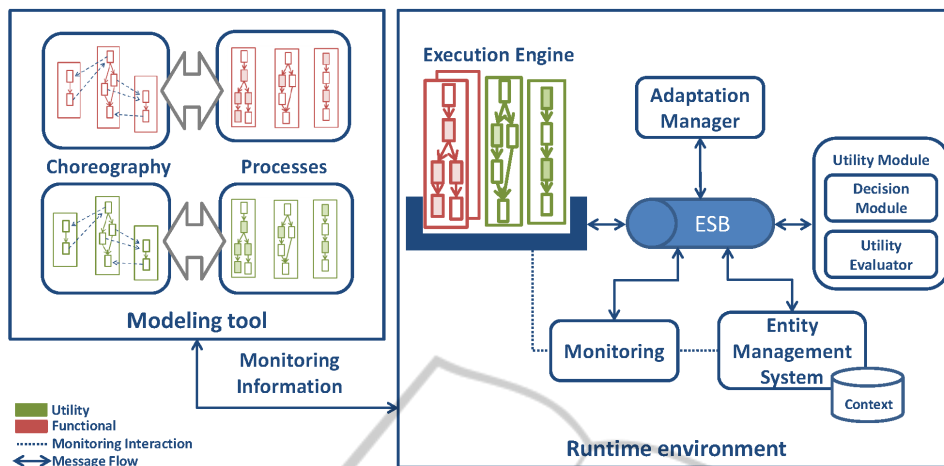 Choreography
Processes
Modeling tool
Monitoring
Information
Utility
Functional
Monitoring Interaction
Message Flow
Execution Engine
Adaptation
Manager
ESB
Utility Module
Decision
Module
Utility
Evaluator
Monitoring
Entity
Management
System
Context
Runtime environment